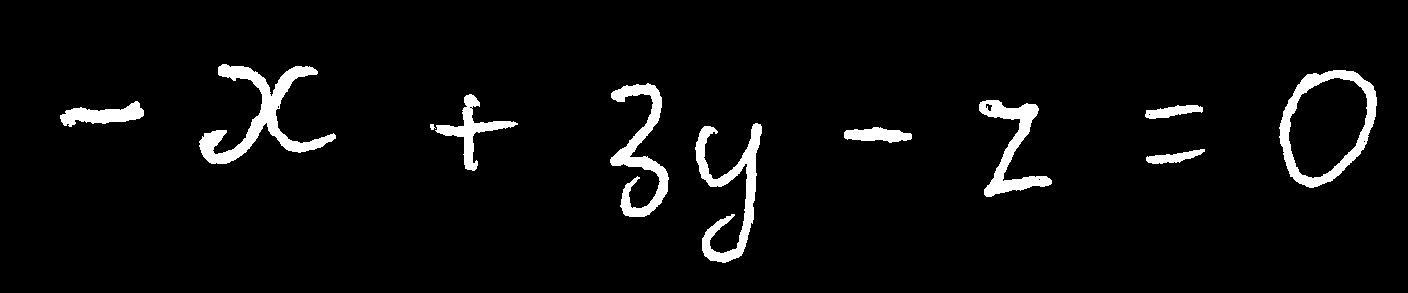 -x + 3y - z = 0